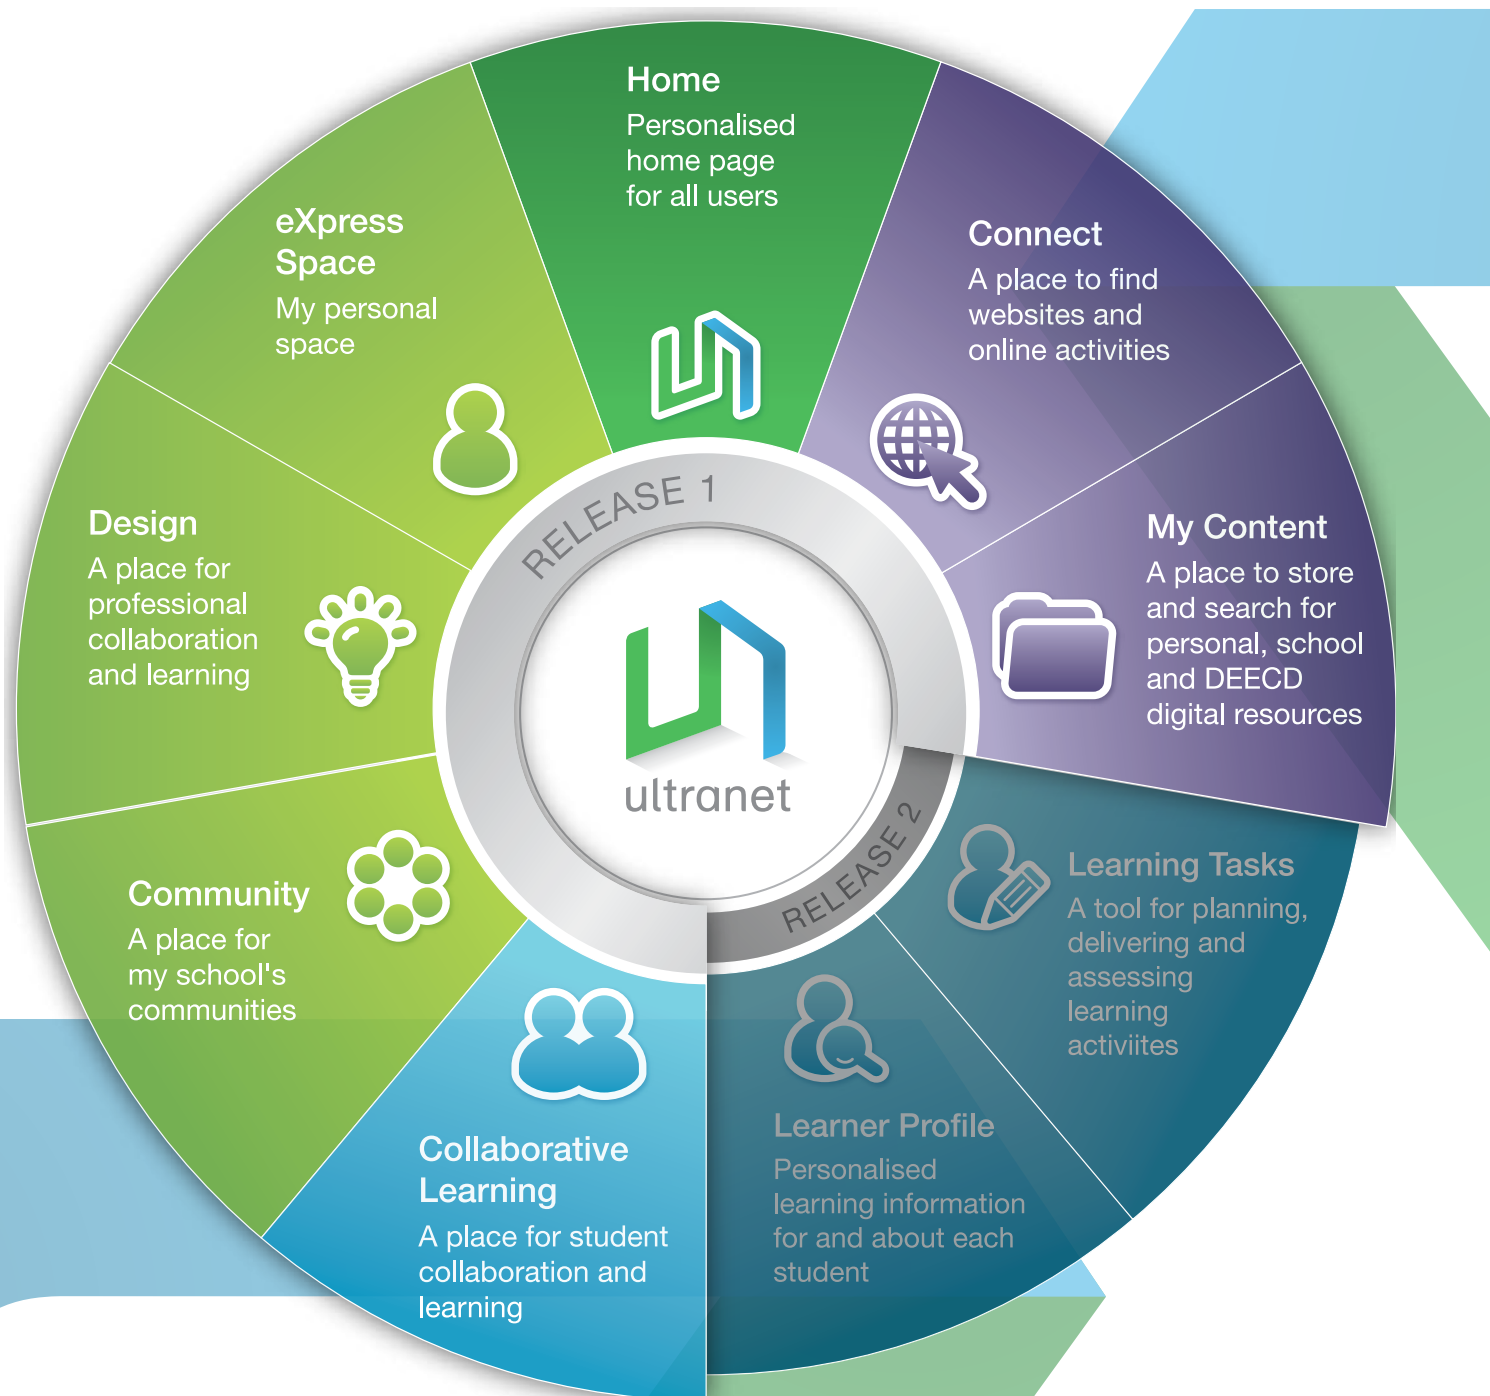 Home
Personalised
home page
for all users
Connect
A place to find
websites and
online activities
My Content
A place to store
and search for
personal, school
and DEECD
digital resources
Learning Tasks
A tool for planning,
delivering and
assessing
learning
activiites
Learner Profile
Personalised
learning information
for and about each
student
Collaborative
Learning
A place for student
collaboration and
learning
Community
A place for
my school's
communities
Design
A place for
professional
collaboration
and learning
eXpress
Space
My personal
space
RELEASE 1
RELEASE 2
ultranet